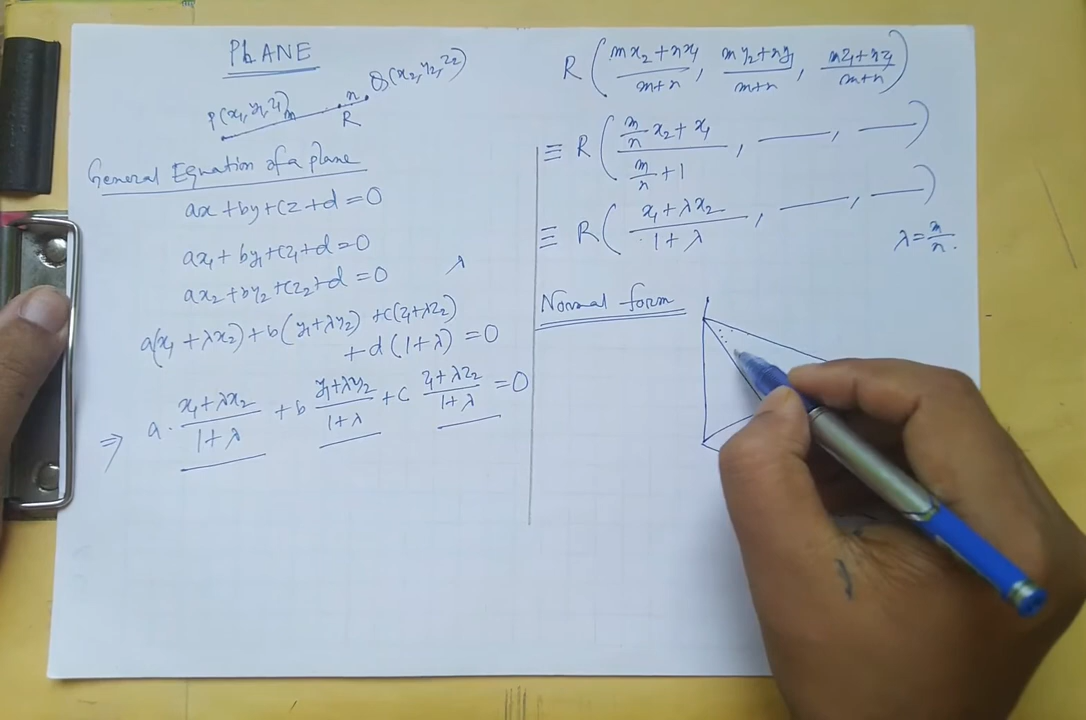 PLANE
P(x₁, y₁, z₁) m n Q(x₂, y₂, z₂)
R
General Equation of a plane
ax + by + cz + d = 0
ax₁ + by₁ + cz₁ + d = 0
ax₂ + by₂ + cz₂ + d = 0
λ
a(x₁ + λx₂) + b(y₁ + λy₂) + c(z₁ + λz₂)
+ d(1 + λ) = 0
⇒ a · (x₁ + λx₂)/(1 + λ) + b (y₁ + λy₂)/(1 + λ) + c (z₁ + λz₂)/(1 + λ) = 0
R((mx₂ + nx₁)/(m + n), (my₂ + ny₁)/(m + n), (mz₁ + nz₁)/(m + n))
≡ R((m/n x₂ + x₁)/(m/n + 1), ——, ——)
≡ R((x₁ + λx₂)/(1 + λ), ——, ——)
λ = m/n.
Normal form